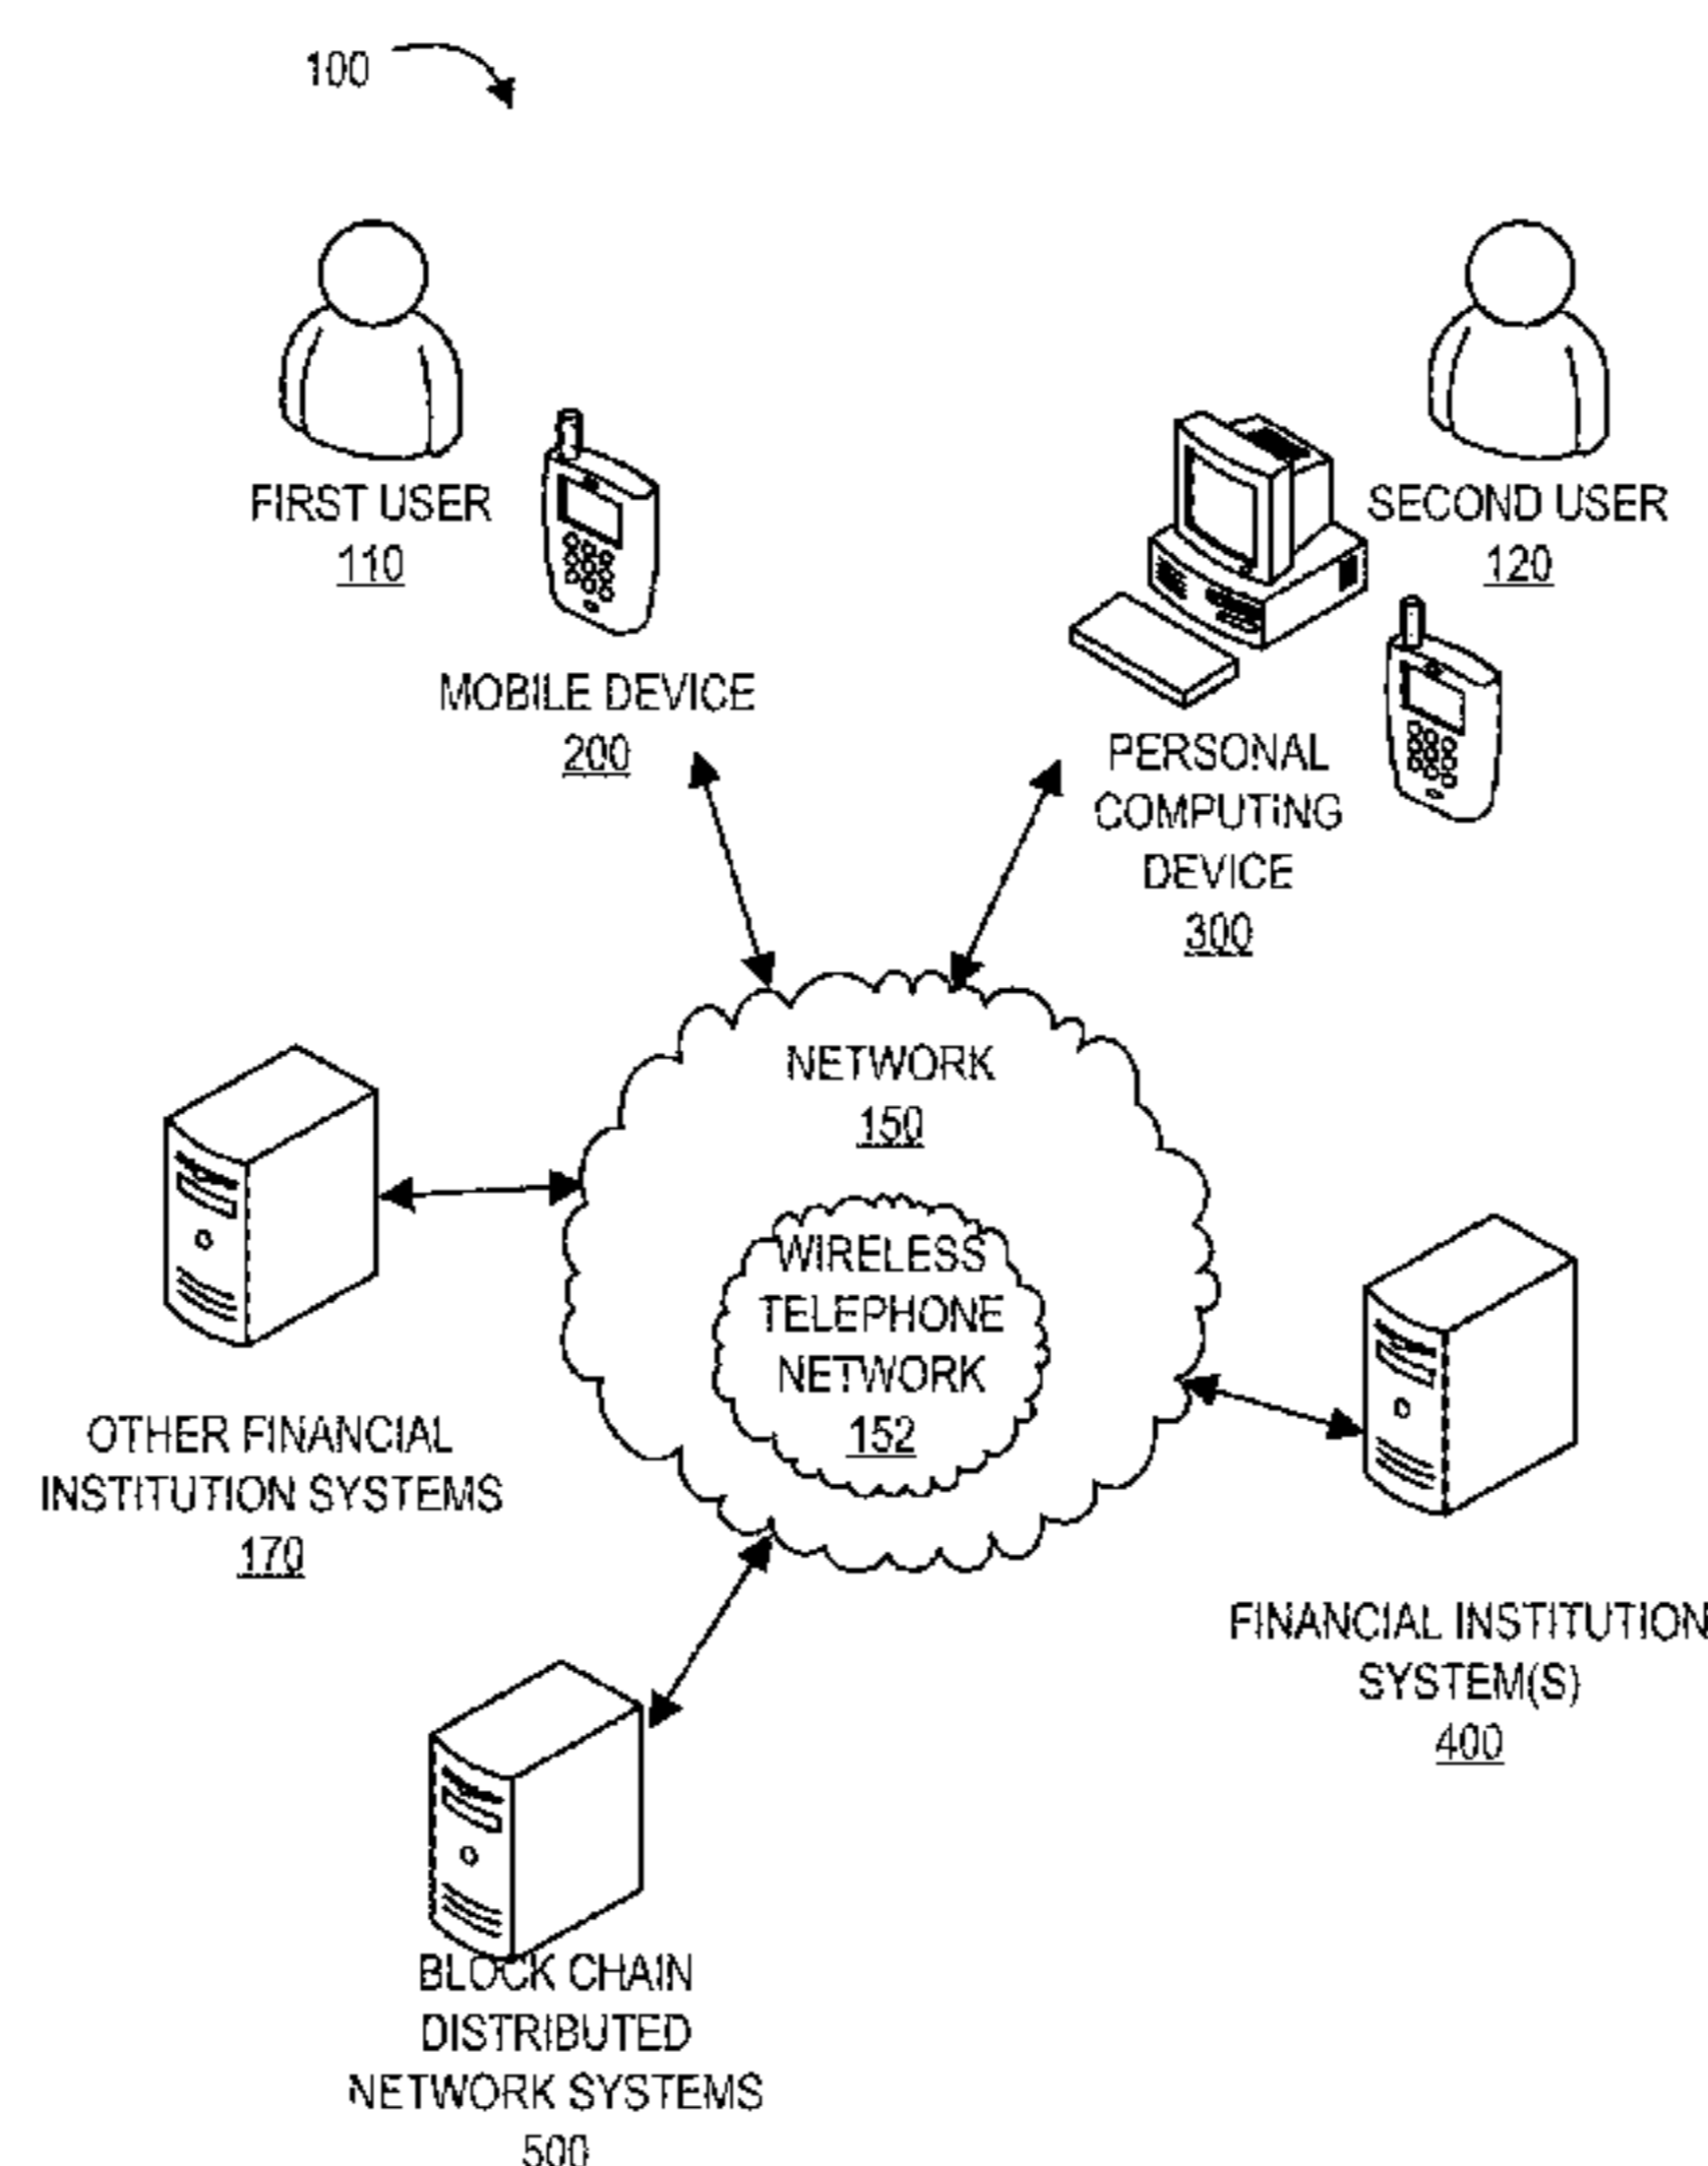 100
FIRST USER
110
SECOND USER
120
MOBILE DEVICE
200
PERSONAL
COMPUTING
DEVICE
300
NETWORK
150
WIRELESS
TELEPHONE
NETWORK
152
OTHER FINANCIAL
INSTITUTION SYSTEMS
170
FINANCIAL INSTITUTION
SYSTEM(S)
400
BLOCK CHAIN
DISTRIBUTED
NETWORK SYSTEMS
500